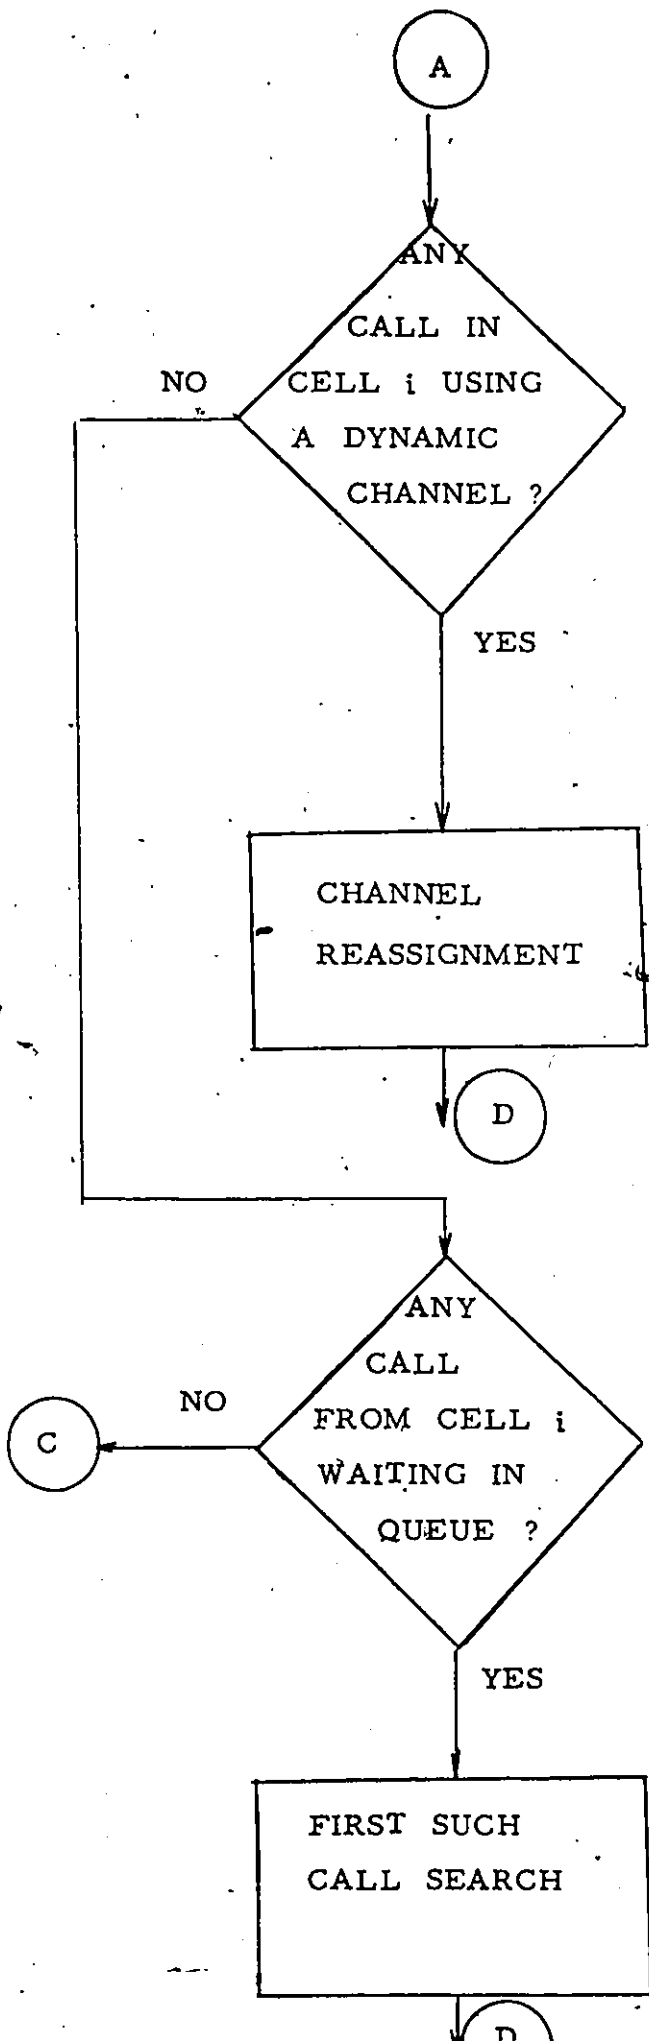 A
ANY
CALL IN
NO
CELL i USING
A DYNAMIC
CHANNEL ?
YES
CHANNEL
REASSIGNMENT
D
ANY
CALL
NO
FROM CELL i
C
WAITING IN
QUEUE ?
YES
FIRST SUCH
CALL SEARCH
D